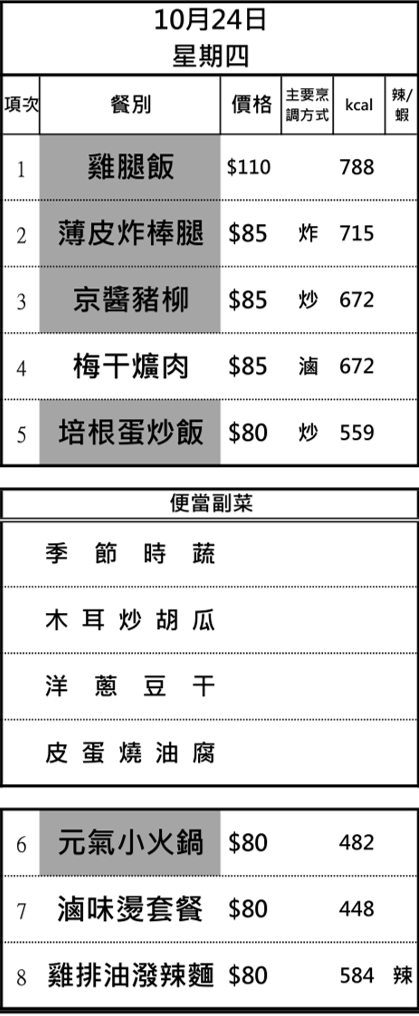 10月24日
星期四
項次 餐別 價格 主要烹調方式 kcal 辣/蝦
1 雞腿飯 $110 788
2 薄皮炸棒腿 $85 炸 715
3 京醬豬柳 $85 炒 672
4 梅干爌肉 $85 滷 672
5 培根蛋炒飯 $80 炒 559
便當副菜
季節時蔬
木耳炒胡瓜
洋蔥豆干
皮蛋燒油腐
6 元氣小火鍋 $80 482
7 滷味燙套餐 $80 448
8 雞排油潑辣麵 $80 584 辣